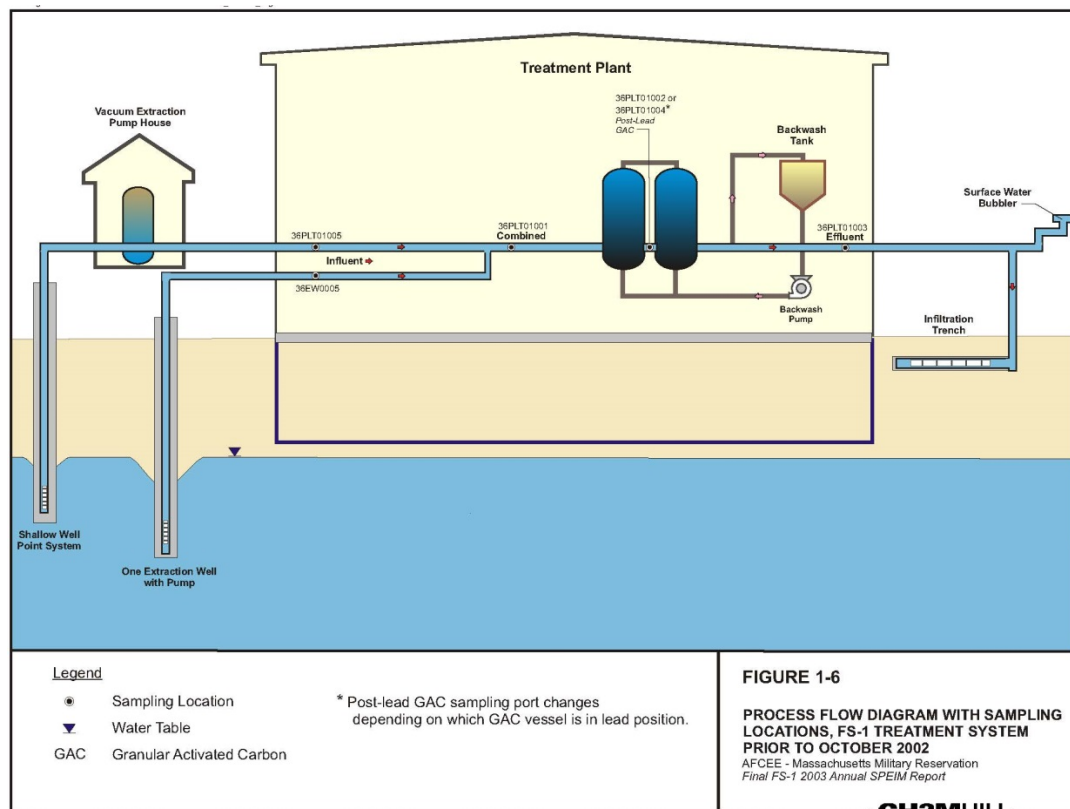 Treatment Plant
36PLT01002 or
36PLT01004*
Post-Lead
GAC
Backwash
Tank
Vacuum Extraction
Pump House
Surface Water
Bubbler
36PLT01005
36PLT01001
Combined
36PLT01003
Effluent
Influent
36EW0005
Backwash
Pump
Infiltration
Trench
Shallow Well
Point System
One Extraction Well
with Pump
Legend
Sampling Location
Water Table
GAC Granular Activated Carbon
* Post-lead GAC sampling port changes
depending on which GAC vessel is in lead position.
FIGURE 1-6
PROCESS FLOW DIAGRAM WITH SAMPLING
LOCATIONS, FS-1 TREATMENT SYSTEM
PRIOR TO OCTOBER 2002
AFCEE - Massachusetts Military Reservation
Final FS-1 2003 Annual SPEIM Report
CH2MHILL